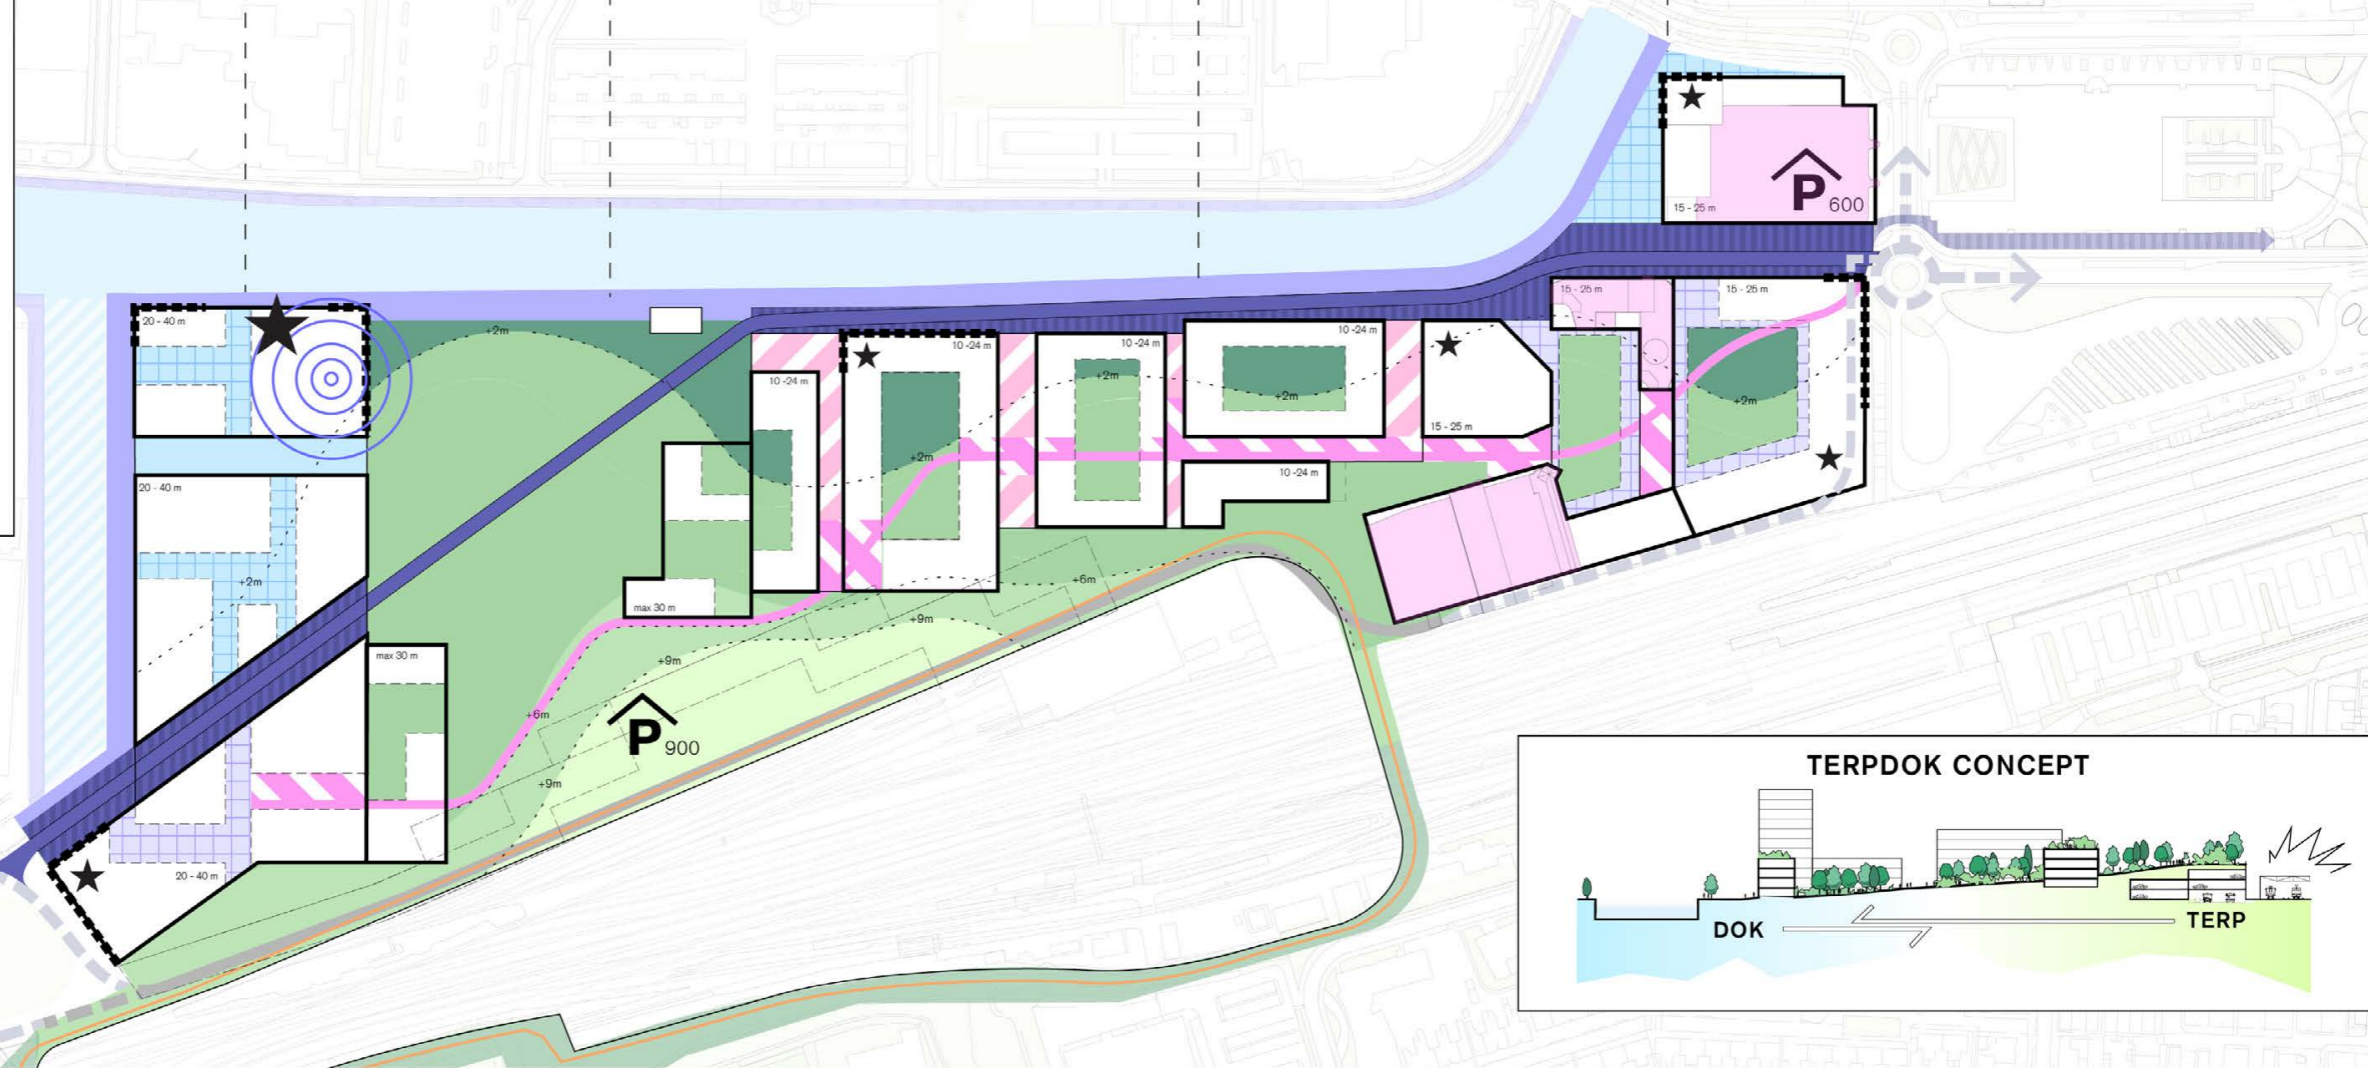 P 600
15 - 25 m
20 - 40 m
+2m
15 - 25 m
15 - 25 m
10 -24 m
10 -24 m
10 -24 m
10 -24 m
+2m
+2m
+2m
15 - 25 m
+2m
10 -24 m
20 - 40 m
+2m
+6m
max 30 m
+9m
max 30 m
+9m
+6m
P 900
+9m
20 - 40 m
TERPDOK CONCEPT
DOK
TERP